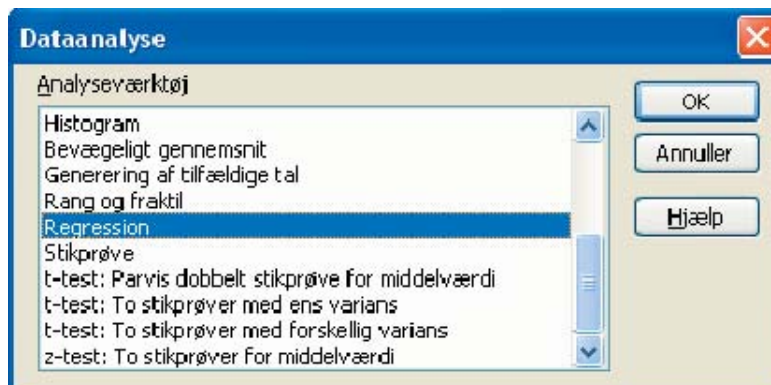 Dataanalyse
Analyseværktøj
Histogram
Bevægeligt gennemsnit
Generering af tilfældige tal
Rang og fraktil
Regression
Stikprøve
t-test: Parvis dobbelt stikprøve for middelværdi
t-test: To stikprøver med ens varians
t-test: To stikprøver med forskellig varians
z-test: To stikprøver for middelværdi
OK
Annuller
Hjælp